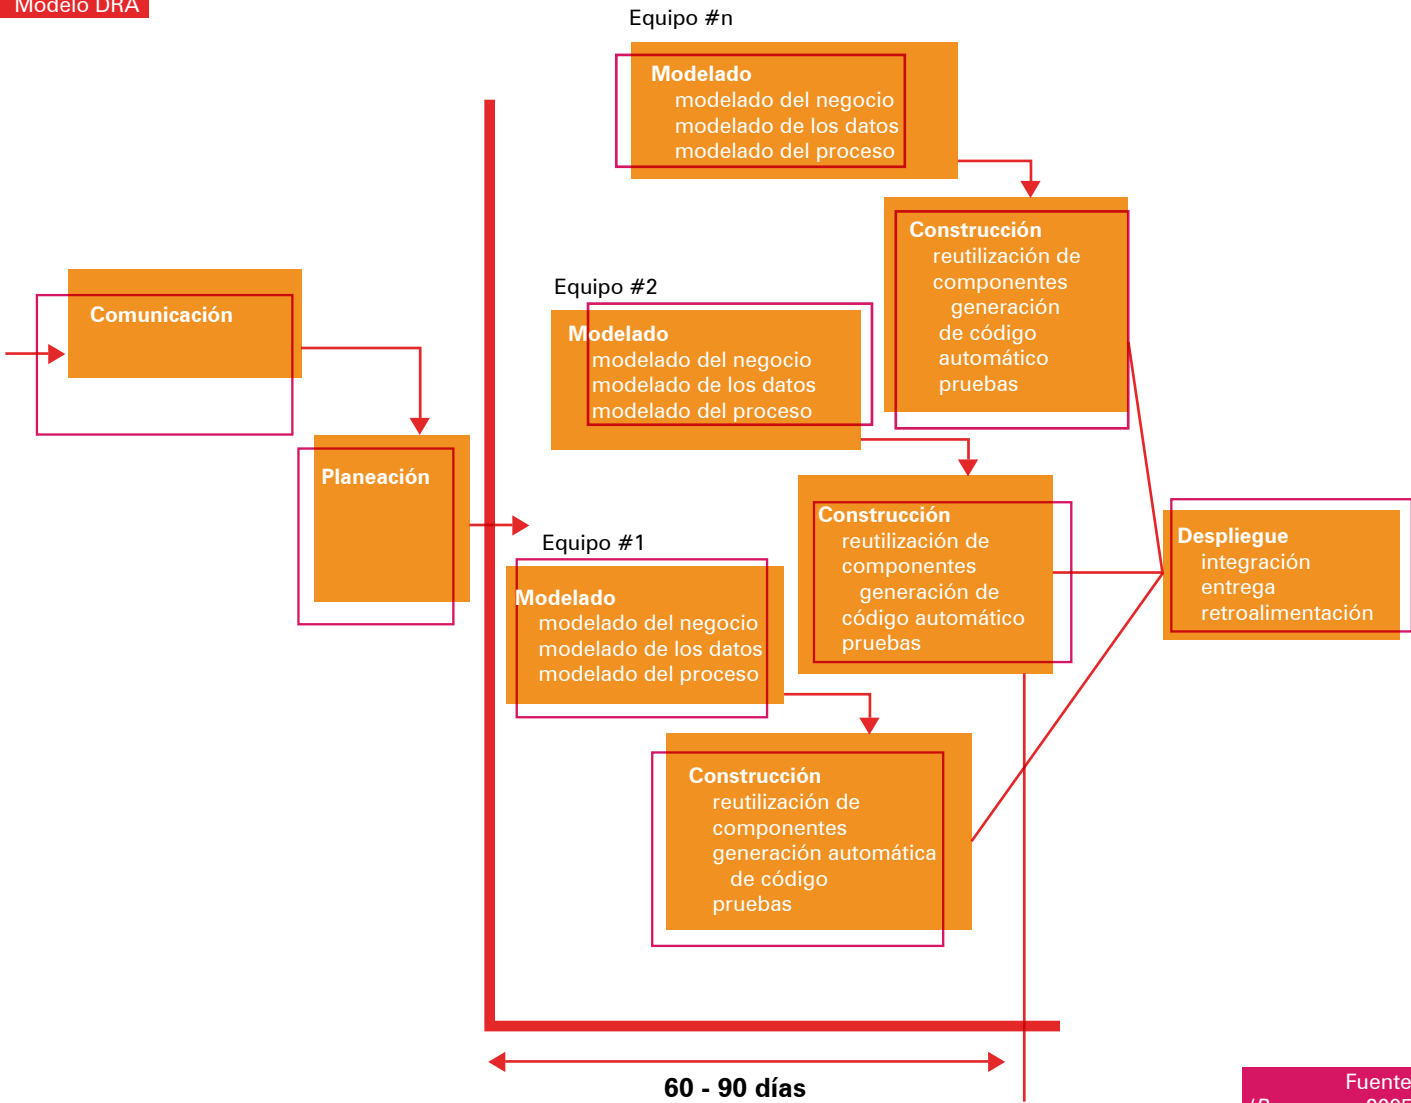 Modelo DRA
Equipo #n
Modelado
modelado del negocio
modelado de los datos
modelado del proceso
Construcción
reutilización de
componentes
generación
de código
automático
pruebas
Comunicación
Planeación
Equipo #2
Modelado
modelado del negocio
modelado de los datos
modelado del proceso
Construcción
reutilización de
componentes
generación de
código automático
pruebas
Equipo #1
Modelado
modelado del negocio
modelado de los datos
modelado del proceso
Construcción
reutilización de
componentes
generación automática
de código
pruebas
Despliegue
integración
entrega
retroalimentación
60 - 90 días
Fuente